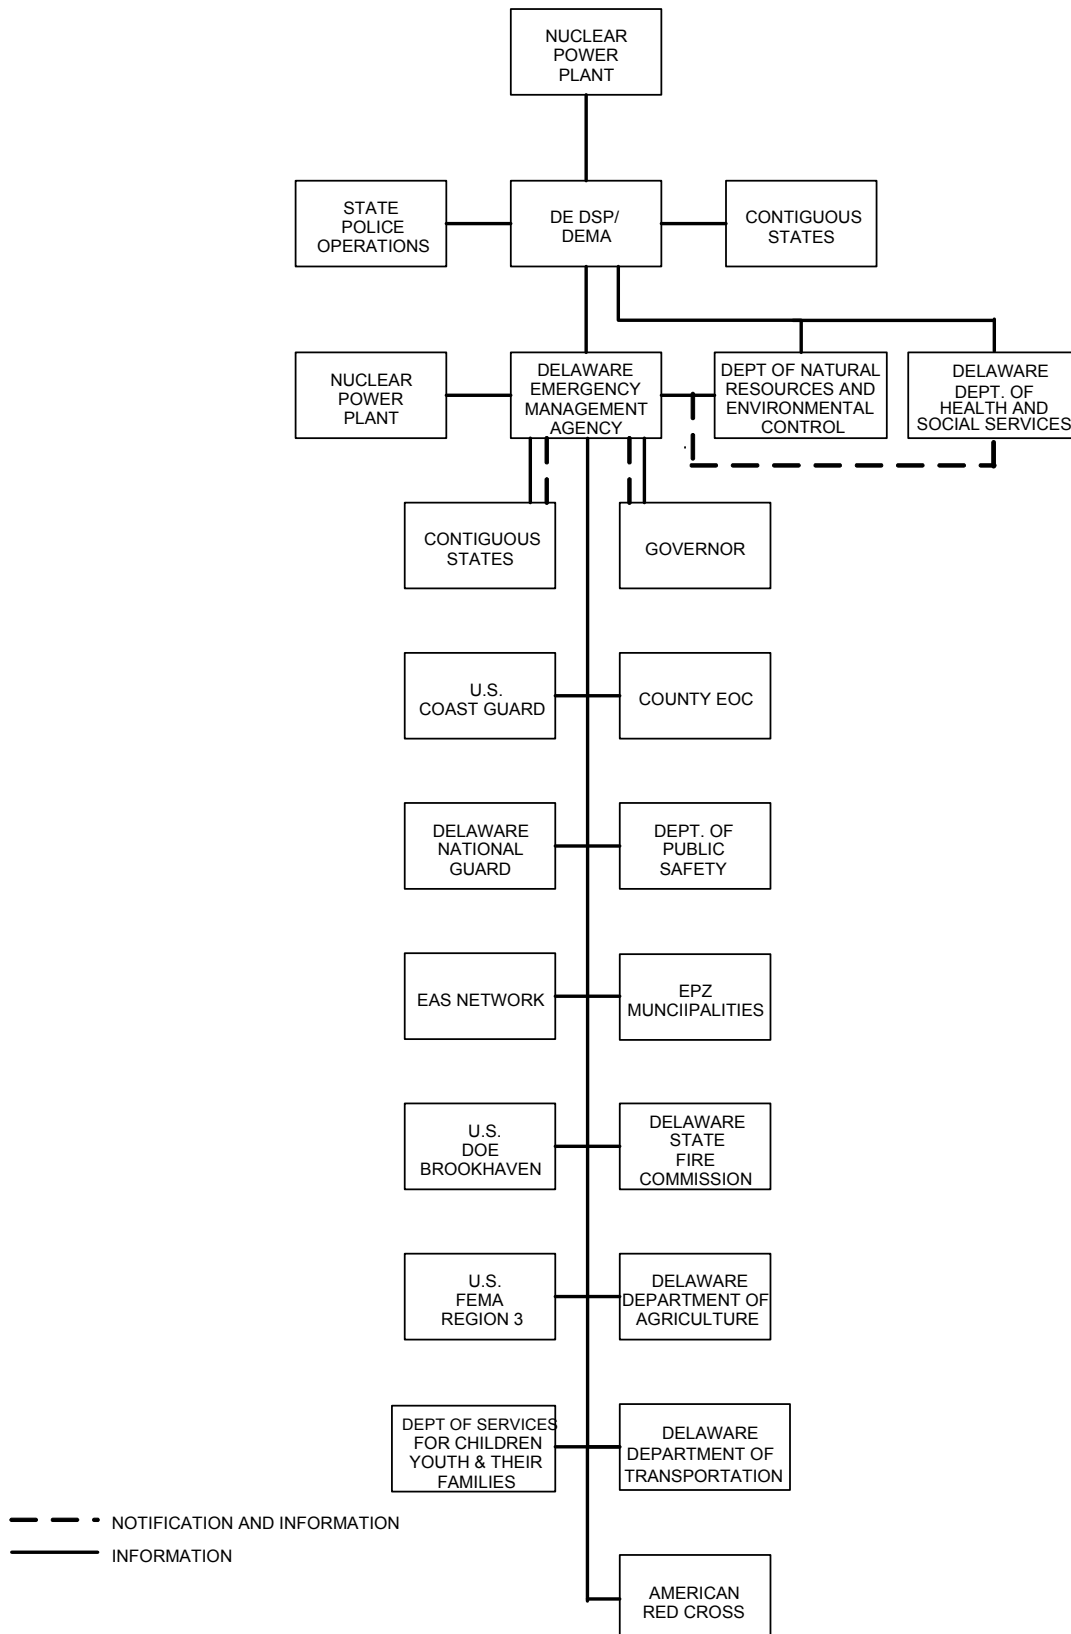 NUCLEAR
POWER
PLANT
STATE
POLICE
OPERATIONS
DE DSP/
DEMA
CONTIGUOUS
STATES
NUCLEAR
POWER
PLANT
DELAWARE
EMERGENCY
MANAGEMENT
AGENCY
DEPT OF NATURAL
RESOURCES AND
ENVIRONMENTAL
CONTROL
DELAWARE
DEPT. OF
HEALTH AND
SOCIAL SERVICES
CONTIGUOUS
STATES
GOVERNOR
U.S.
COAST GUARD
COUNTY EOC
DELAWARE
NATIONAL
GUARD
DEPT. OF
PUBLIC
SAFETY
EAS NETWORK
EPZ
MUNCIIPALITIES
U.S.
DOE
BROOKHAVEN
DELAWARE
STATE
FIRE
COMMISSION
U.S.
FEMA
REGION 3
DELAWARE
DEPARTMENT OF
AGRICULTURE
DEPT OF SERVICES
FOR CHILDREN
YOUTH & THEIR
FAMILIES
DELAWARE
DEPARTMENT OF
TRANSPORTATION
NOTIFICATION AND INFORMATION
INFORMATION
AMERICAN
RED CROSS